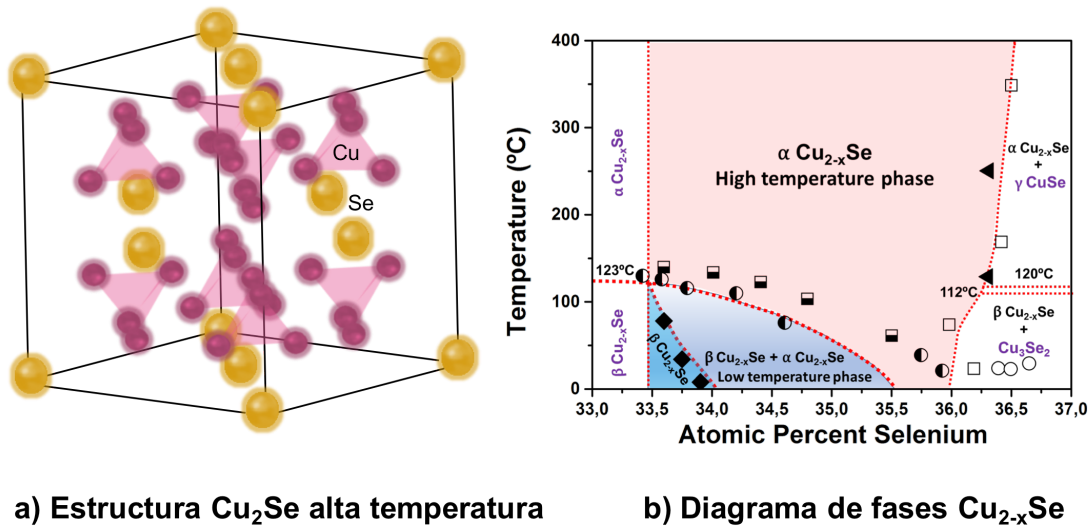 a)
Cu
Se
a) Estructura Cu₂Se alta temperatura
b)
Temperature (ºC)
400
300
200
100
0
α Cu₂₋ₓSe
β Cu₂₋ₓSe
123ºC
α Cu₂₋ₓSe
High temperature phase
β Cu₂₋ₓSe
β Cu₂₋ₓSe + α Cu₂₋ₓSe
Low temperature phase
α Cu₂₋ₓSe
+
γ CuSe
120ºC
112ºC
β Cu₂₋ₓSe
+
Cu₃Se₂
33,0 33,5 34,0 34,5 35,0 35,5 36,0 36,5 37,0
Atomic Percent Selenium
b) Diagrama de fases Cu₂₋ₓSe